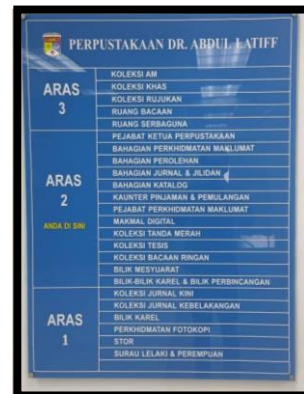 PERPUSTAKAAN DR. ABDUL LATIFF
ARAS 3
KOLEKSI AM
KOLEKSI KHAS
KOLEKSI RUJUKAN
RUANG BACAAN
RUANG SERBAGUNA
ARAS 2
ANDA DI SINI
PEJABAT KETUA PERPUSTAKAAN
BAHAGIAN PERKHIDMATAN MAKLUMAT
BAHAGIAN PEROLEHAN
BAHAGIAN JURNAL & JILIDAN
BAHAGIAN KATALOG
KAUNTER PINJAMAN & PEMULANGAN
PEJABAT PERKHIDMATAN MAKLUMAT
MAKMAL DIGITAL
KOLEKSI TANDA MERAH
KOLEKSI TESIS
KOLEKSI BACAAN RINGAN
BILIK MESYUARAT
BILIK-BILIK KAREL & BILIK PERBINCANGAN
ARAS 1
KOLEKSI JURNAL KINI
KOLEKSI JURNAL KEBELAKANGAN
BILIK KAREL
PERKHIDMATAN FOTOKOPI
STOR
SURAU LELAKI & PEREMPUAN